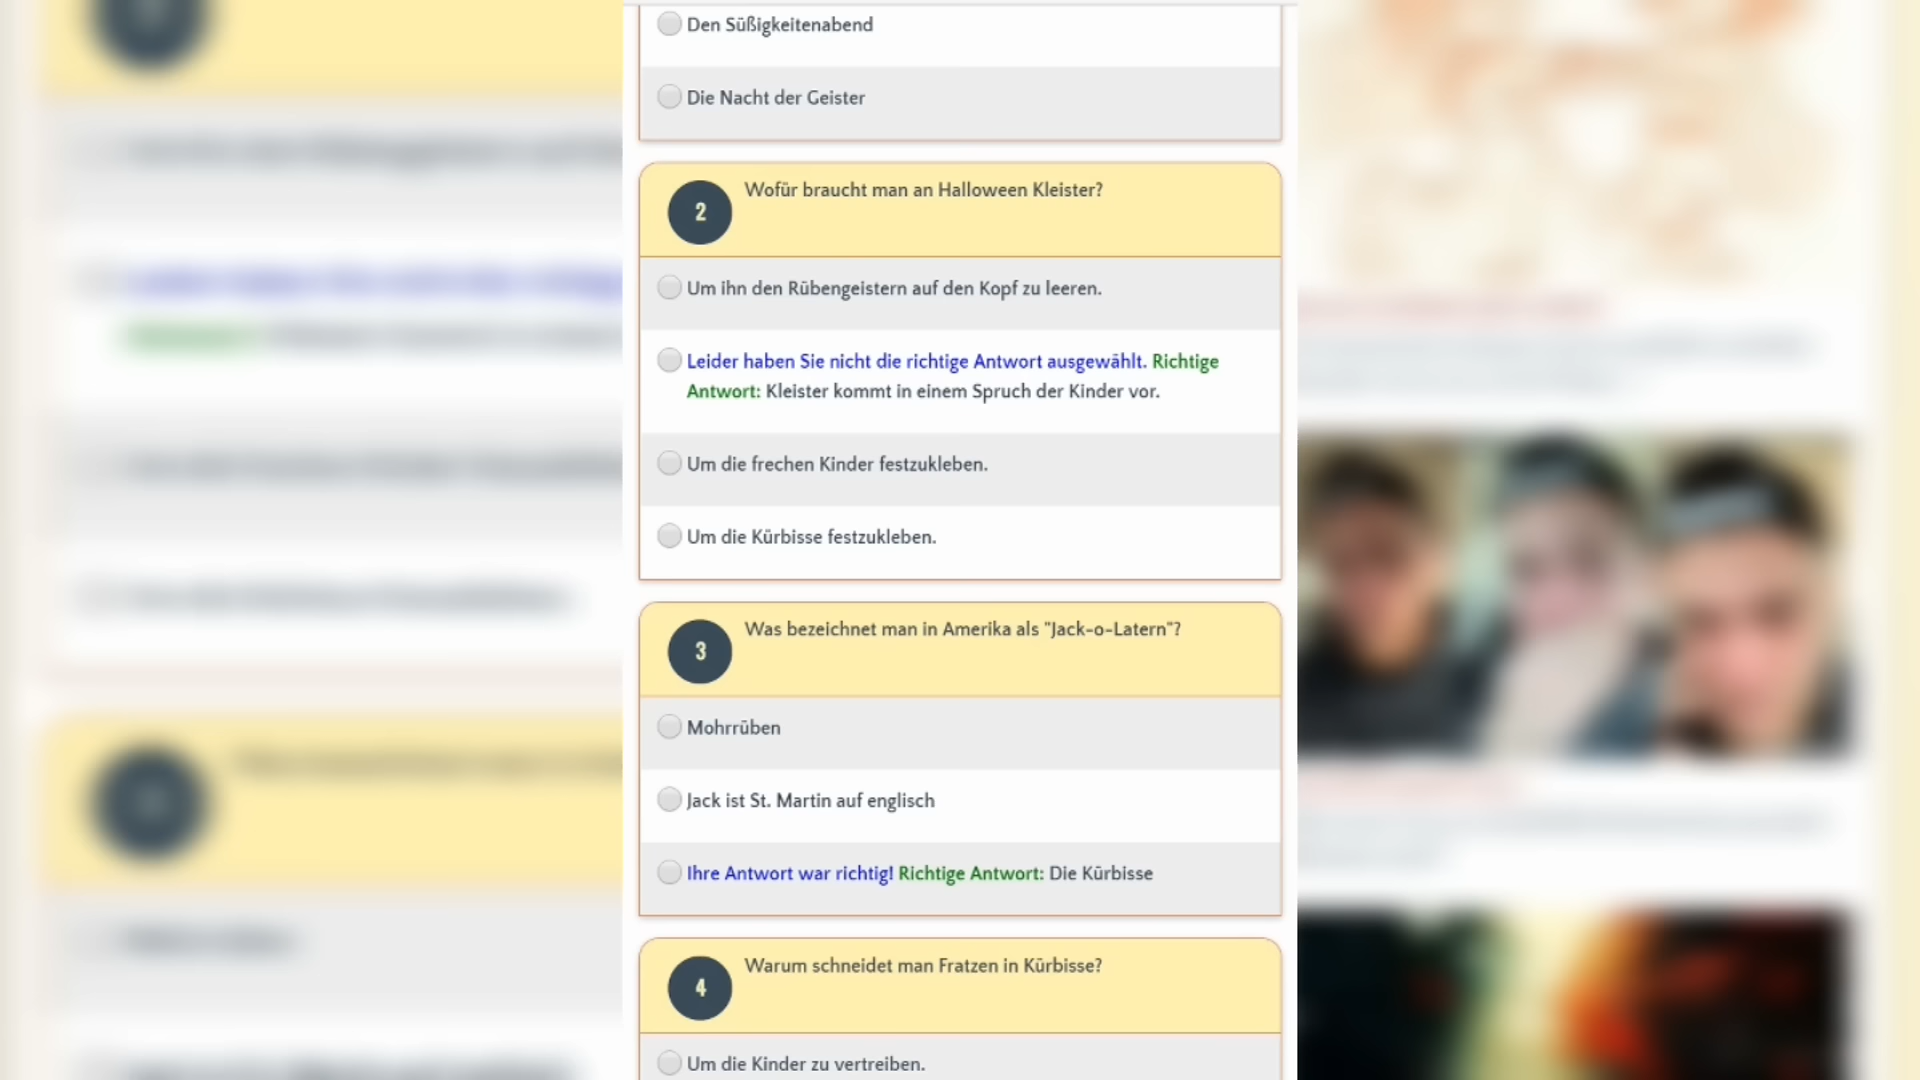 Den Süßigkeitenabend
Die Nacht der Geister
2
Wofür braucht man an Halloween Kleister?
Um ihn den Rübengeistern auf den Kopf zu leeren.
Leider haben Sie nicht die richtige Antwort ausgewählt. Richtige
Antwort: Kleister kommt in einem Spruch der Kinder vor.
Um die frechen Kinder festzukleben.
Um die Kürbisse festzukleben.
3
Was bezeichnet man in Amerika als "Jack-o-Latern"?
Mohrrüben
Jack ist St. Martin auf englisch
Ihre Antwort war richtig! Richtige Antwort: Die Kürbisse
4
Warum schneidet man Fratzen in Kürbisse?
Um die Kinder zu vertreiben.